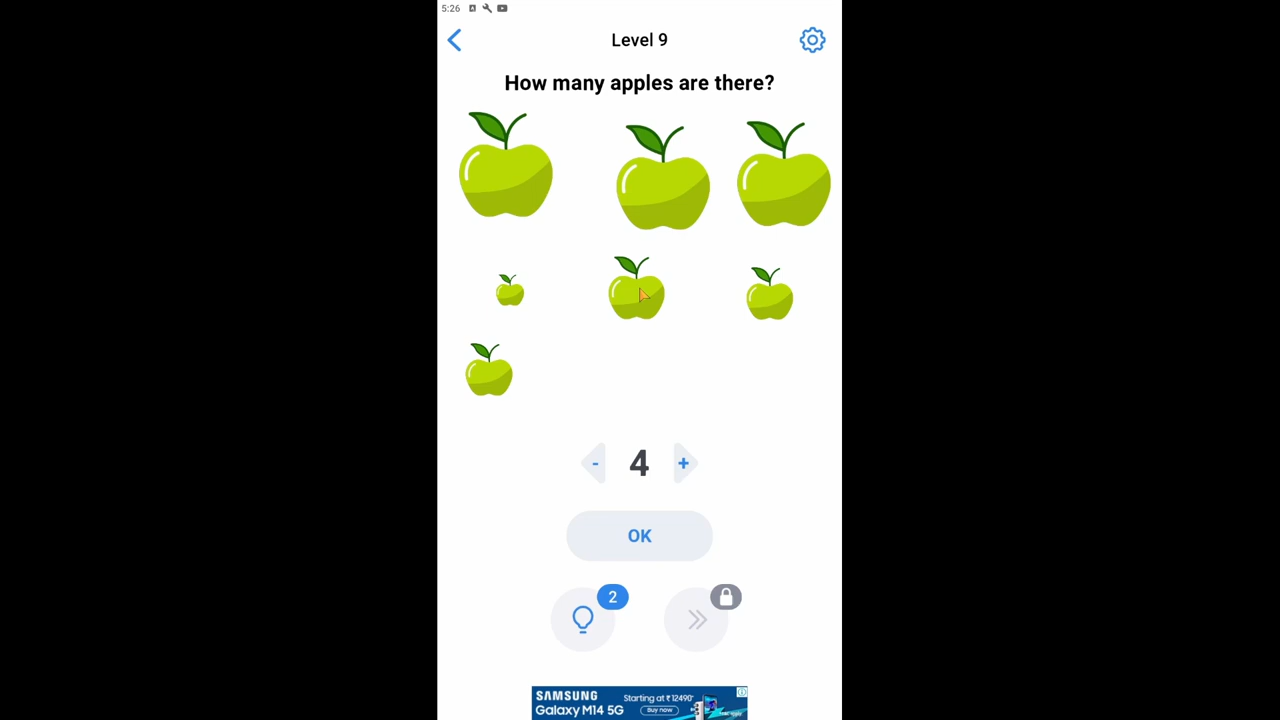 5:26
Level 9
How many apples are there?
- 4 +
OK
2
SAMSUNG
Galaxy M14 5G
Starting at ₹12490*
Buy now